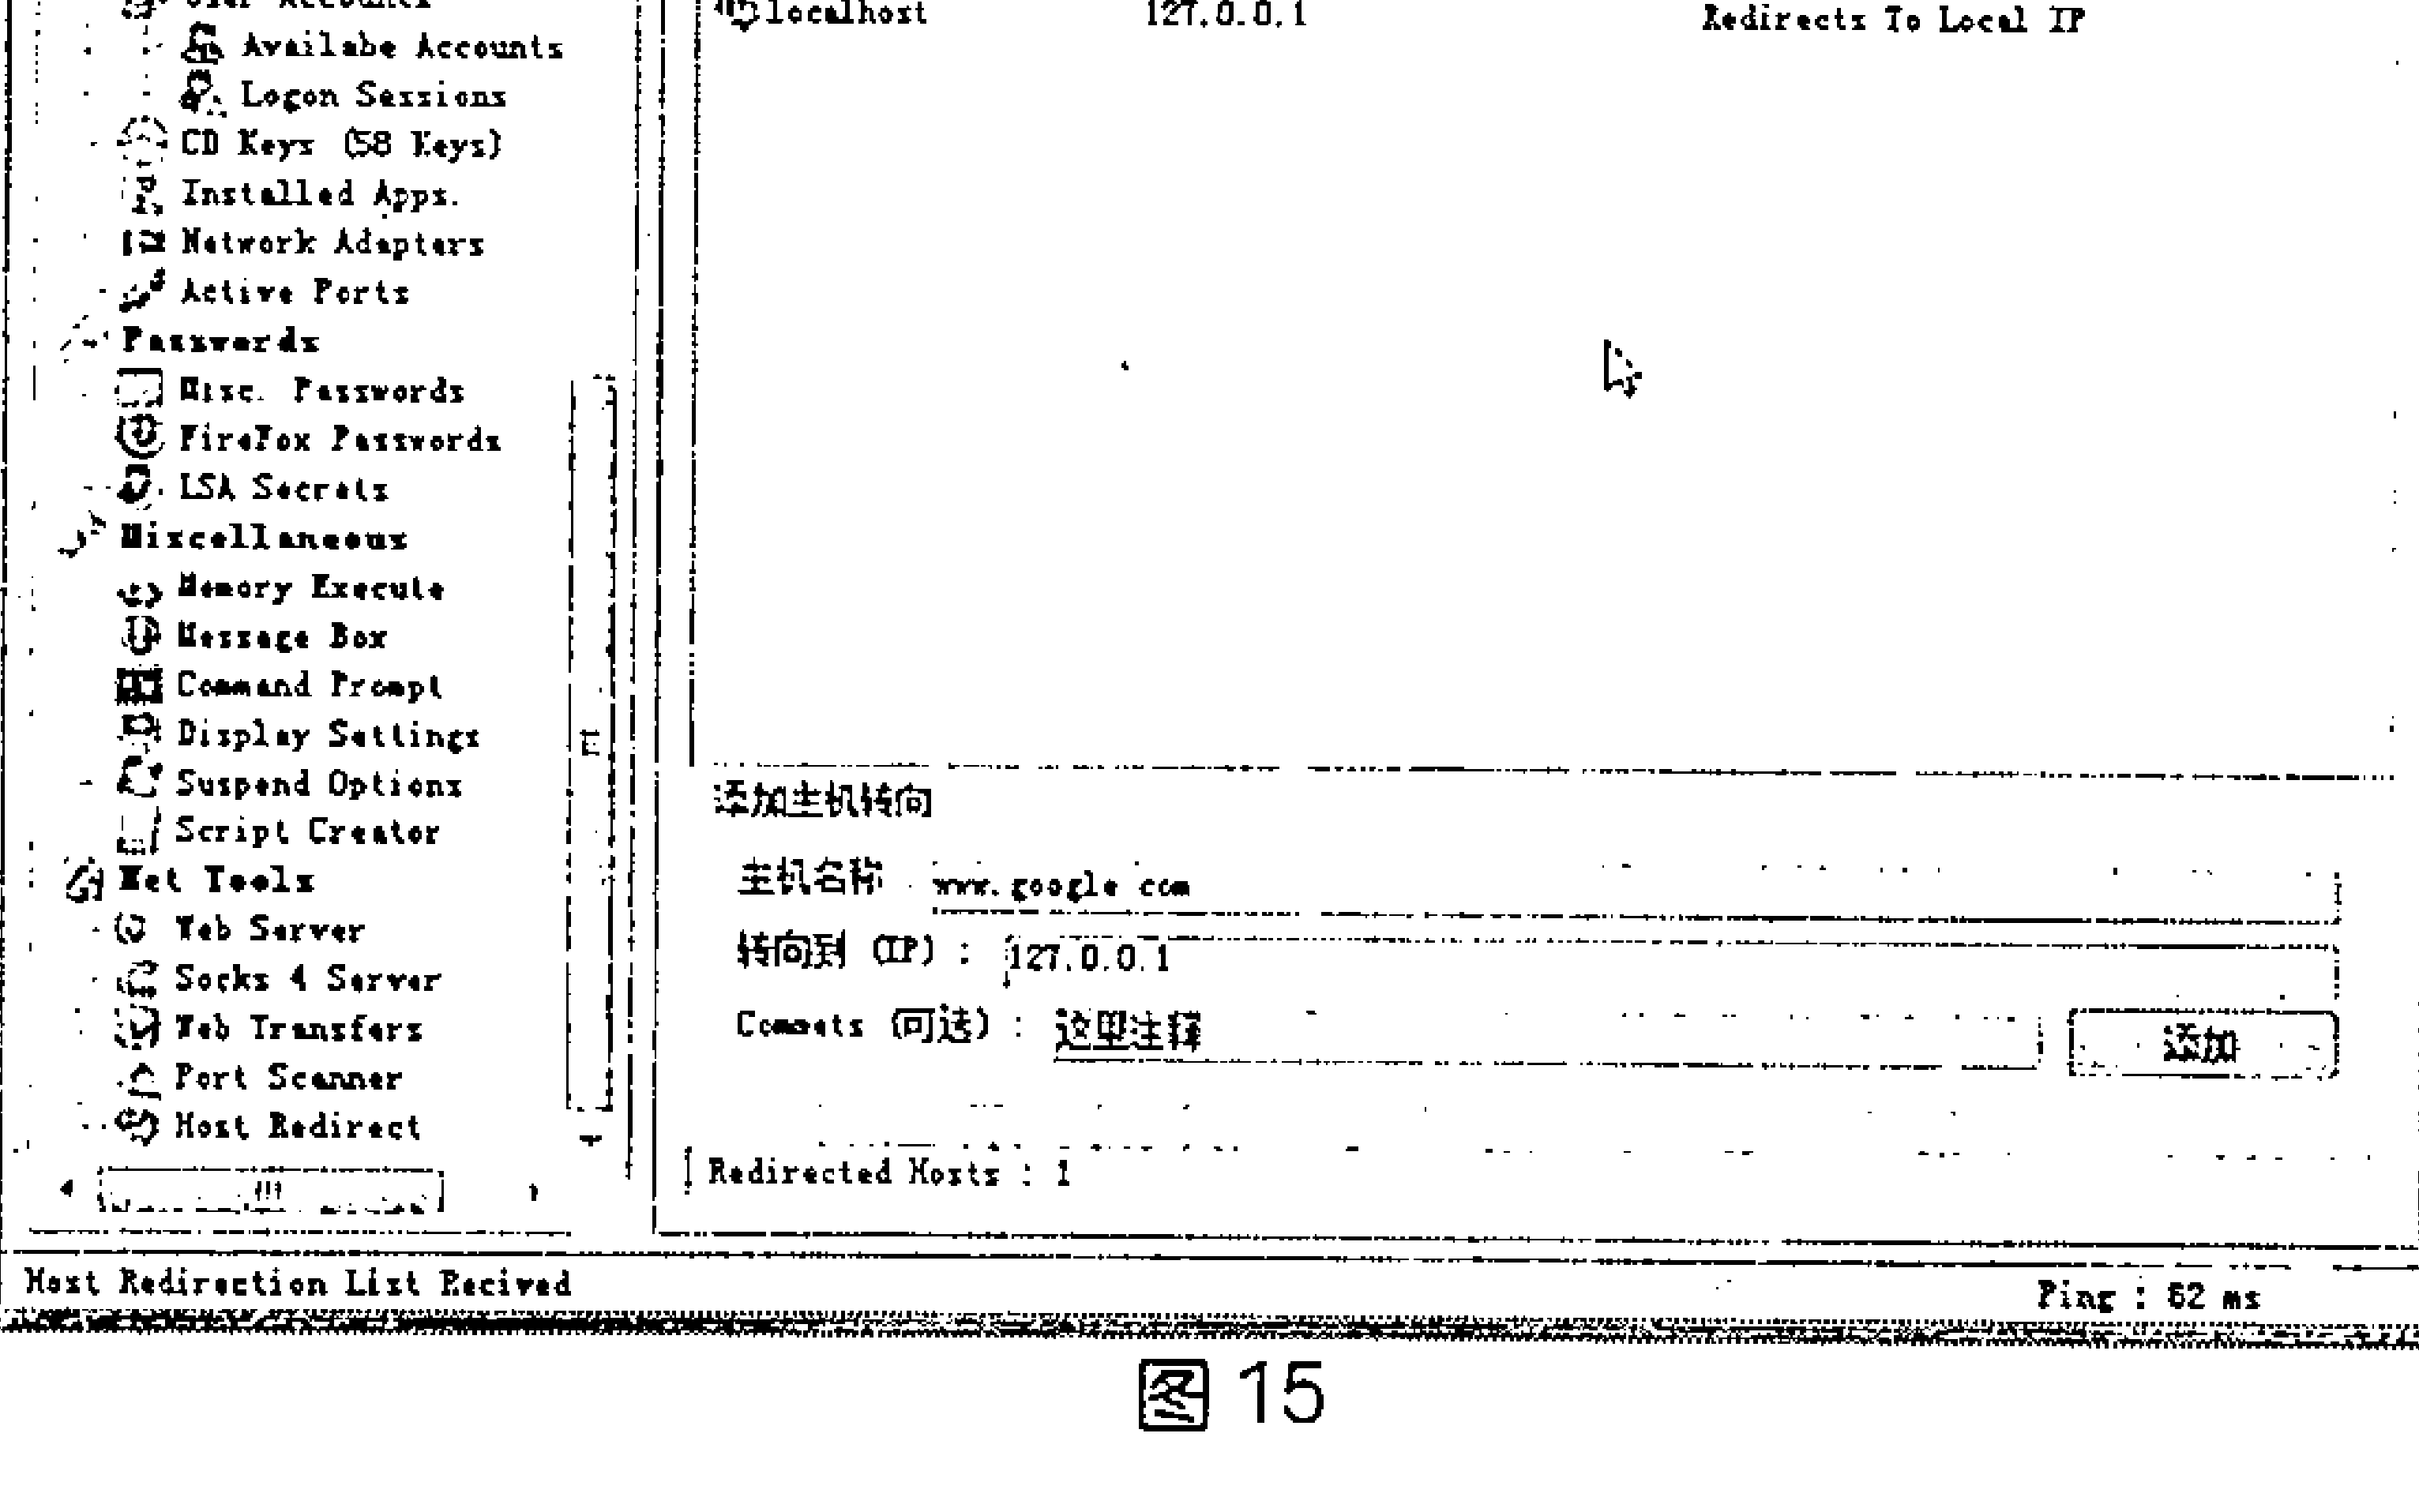 User Accounts
localhost 127.0.0.1 Redirects To Local IP
Availabe Accounts
Logon Sessions
CD Keys (58 Keys)
Installed Apps.
Network Adapters
Active Ports
Passwords
Misc. Passwords
FireFox Passwords
LSA Secrets
Miscellaneous
Memory Execute
Message Box
Command Prompt
Display Settings
Suspend Options
Script Creator
Net Tools
Web Server
Socks 4 Server
Web Transfers
Port Scanner
Host Redirect
添加主机转向
主机名称 www.google com
转向到 (IP) : 127.0.0.1
Commets (可选) : 这里注释
添加
Redirected Hosts : 1
Host Redirection List Recived
Ping : 62 ms
图 15